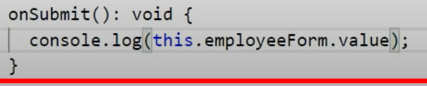 onSubmit(): void {
  console.log(this.employeeForm.value);
}